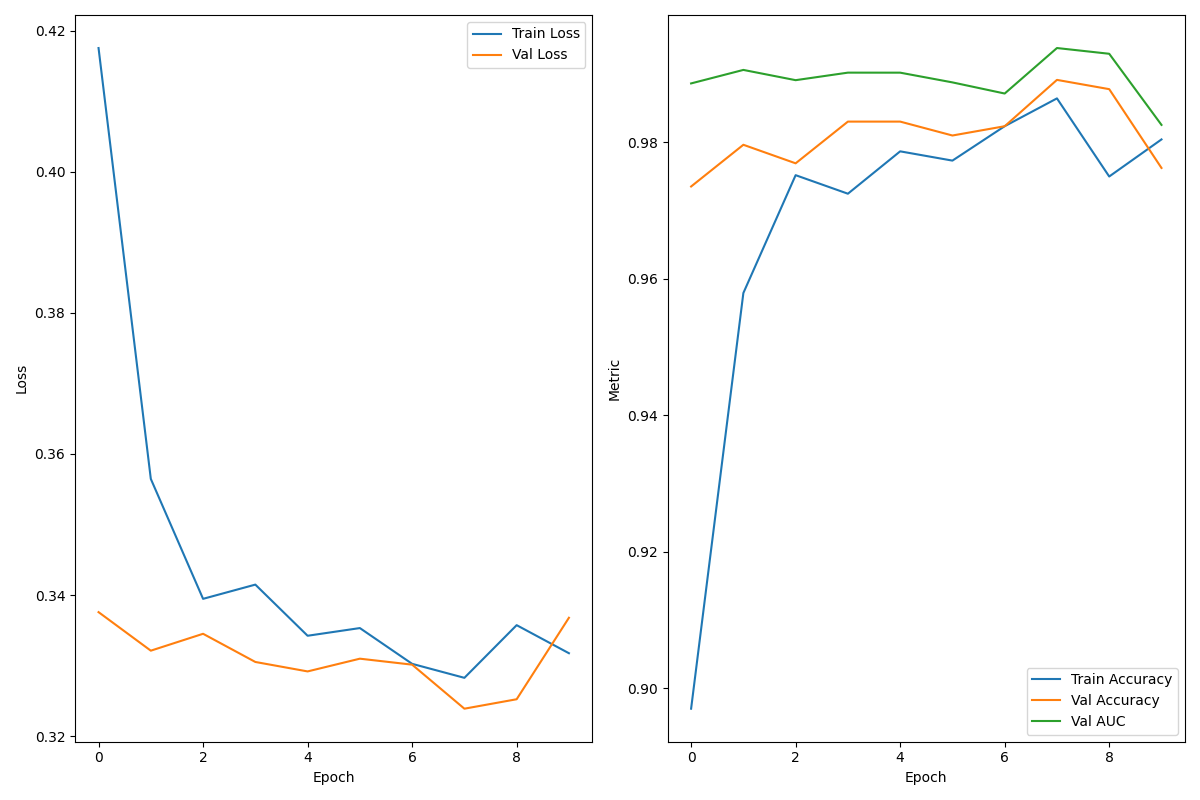 0.42
0.40
0.38
0.36
0.34
0.32
Loss
0 2 4 6 8
Epoch
Train Loss
Val Loss
0.98
0.96
0.94
0.92
0.90
Metric
0 2 4 6 8
Epoch
Train Accuracy
Val Accuracy
Val AUC